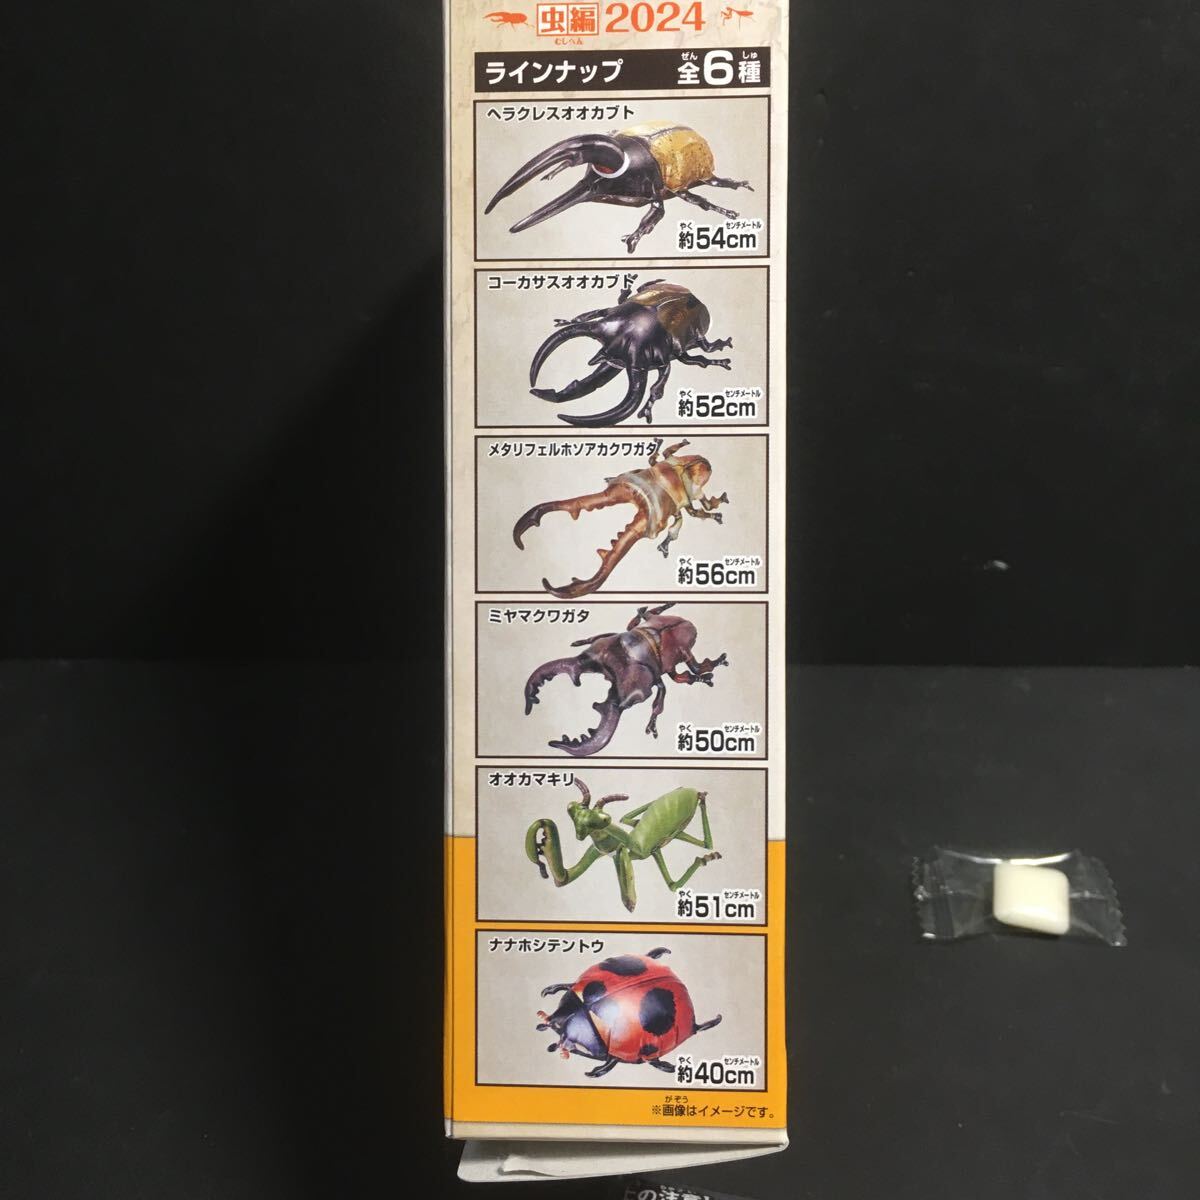 虫編 2024
むしへん
ラインナップ 全6種
ぜん しゅ
ヘラクレスオオカブト
やく センチメートル
約54cm
コーカサスオオカブト
やく センチメートル
約52cm
メタリフェルホソアカクワガタ
やく センチメートル
約56cm
ミヤマクワガタ
やく センチメートル
約50cm
オオカマキリ
やく センチメートル
約51cm
ナナホシテントウ
やく センチメートル
約40cm
がぞう
※画像はイメージです。